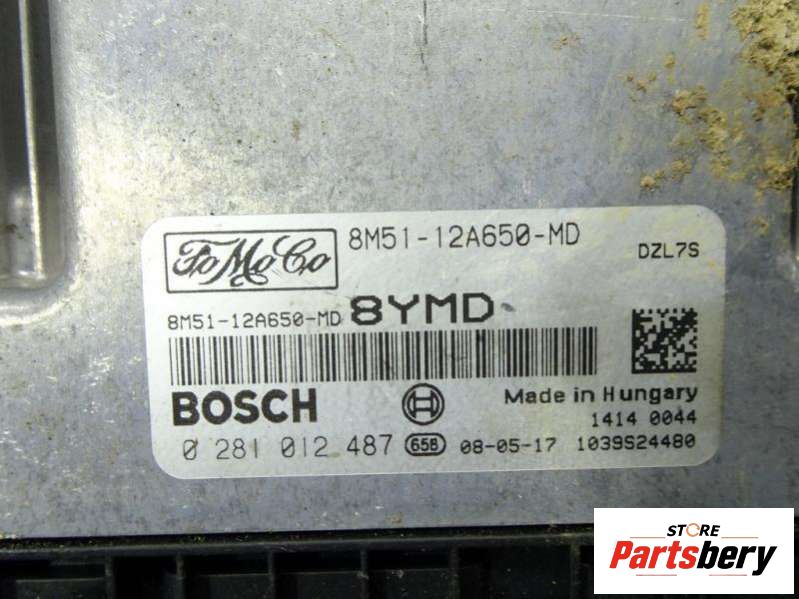 FoMoCo
8M51-12A650-MD
DZL7S
8M51-12A650-MD 8YMD
BOSCH
Made in Hungary
1414 0044
0 281 012 487 65B 08-05-17 1039S24480
STORE
Partsbery